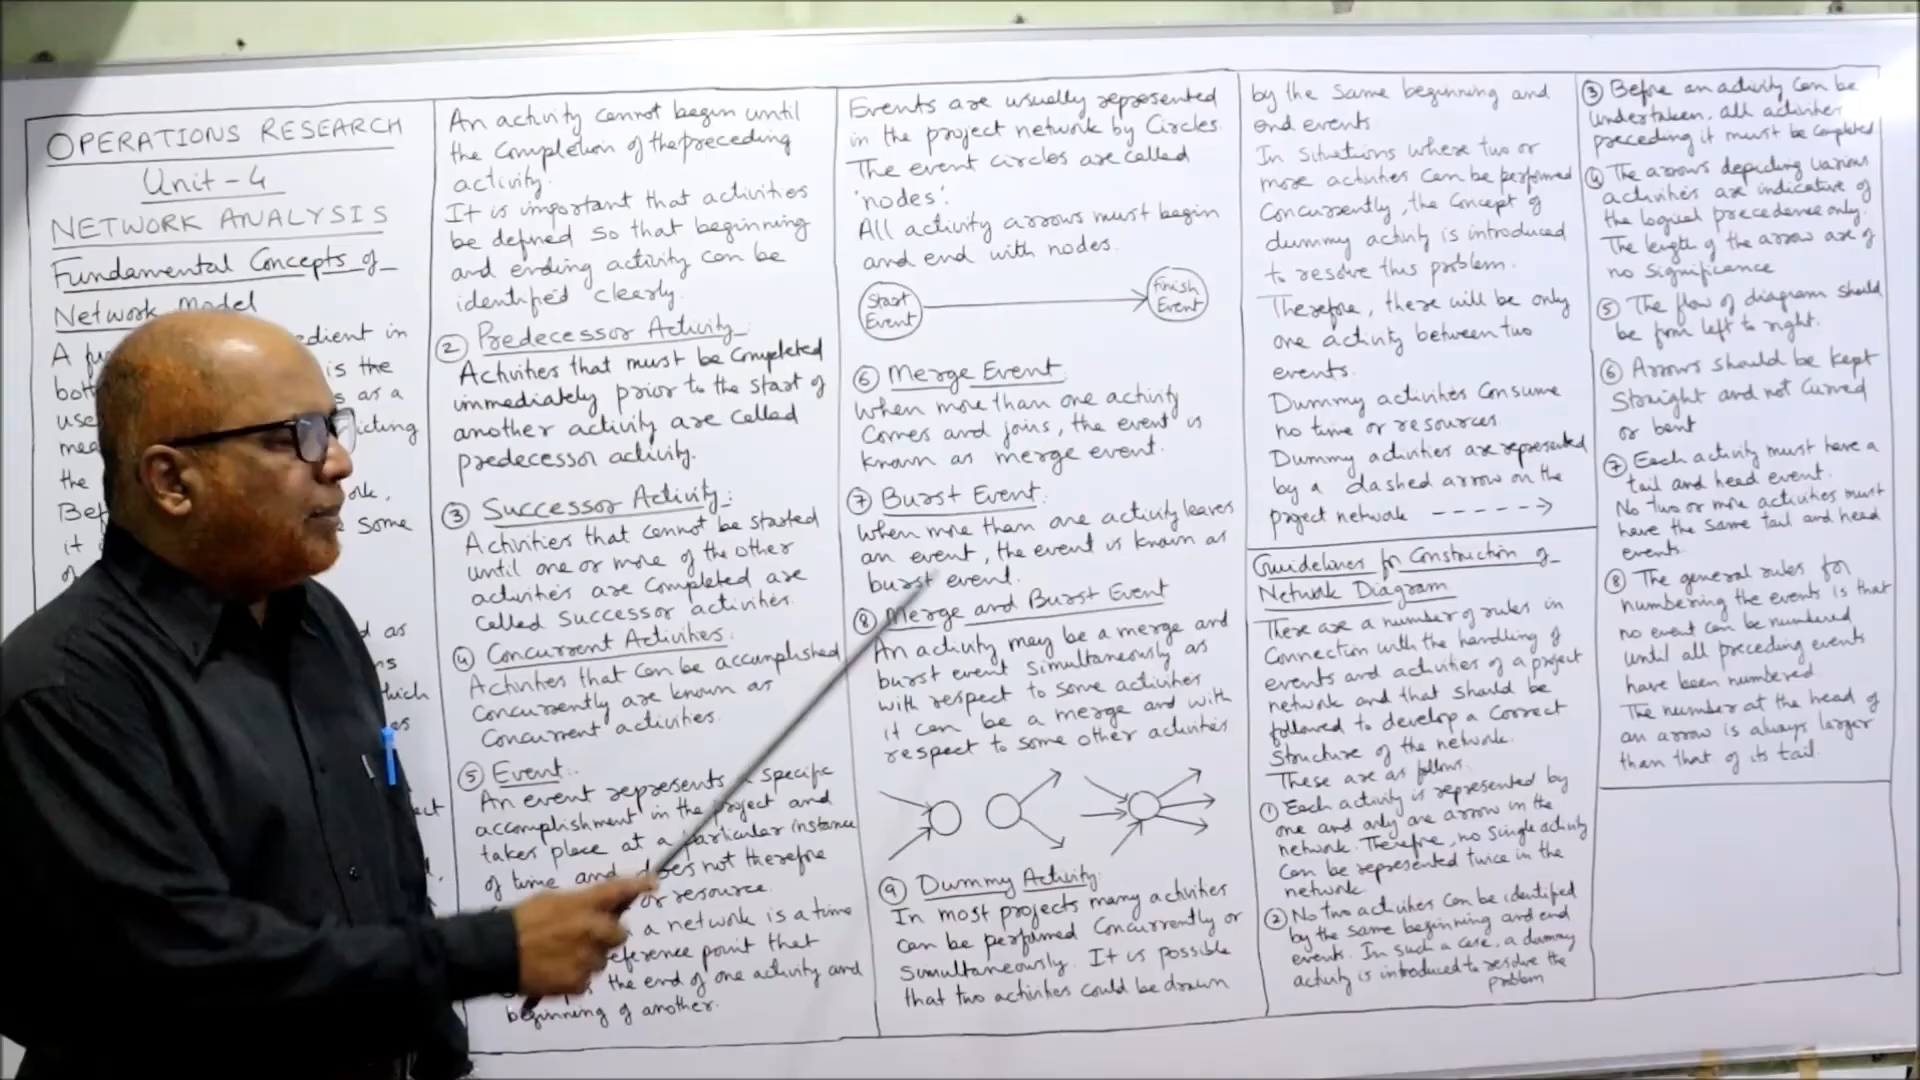 OPERATIONS RESEARCH
Unit - 4
NETWORK ANALYSIS
Fundamental Concepts of
Network Model
A edient in
is the
as a
icting
the
Bef some
it
An activity cannot begin until
the completion of the preceding
activity.
It is important that activities
be defined so that beginning
and ending activity can be
identified clearly.
② Predecessor Activity:
Activities that must be completed
immediately prior to the start of
another activity are called
predecessor activity.
③ Successor Activity:
Activities that cannot be started
until one or more of the other
activities are completed are
called successor activities.
④ Concurrent Activities.
Activities that can be accomplished
concurrently are known as
concurrent activities.
⑤ Event:
An event represents a specific
accomplishment in the project and
takes place at a particular instance
of time and does not therefore
or resource.
a network is a time
reference point that
the end of one activity and
beginning of another.
Events are usually represented
in the project network by Circles.
The event circles are called
'nodes'.
All activity arrows must begin
and end with nodes.
Start
Event
Finish
Event
⑥ Merge Event
When more than one activity
comes and joins, the event is
known as merge event.
⑦ Burst Event:
When more than one activity leaves
an event, the event is known as
burst event.
⑧ Merge and Burst Event
An activity may be a merge and
burst event simultaneously as
with respect to some activities
it can be a merge and with
respect to some other activities
⑨ Dummy Activity:
In most projects many activities
can be performed concurrently or
simultaneously. It is possible
that two activities could be drawn
by the same beginning and
end events
In situations where two or
more activities can be performed
concurrently, the concept of
dummy activity is introduced
to resolve this problem.
Therefore, there will be only
one activity between two
events.
Dummy activities consume
no time or resources
Dummy activities are represented
by a dashed arrow on the
project network
Guidelines for Construction of
Network Diagram
There are a number of rules in
connection with the handling of
events and activities of a project
network and that should be
followed to develop a correct
structure of the network.
These are as follows.
① Each activity is represented by
one and only one arrow in the
network. Therefore, no single activity
can be represented twice in the
network.
② No two activities can be identified
by the same beginning and end
events. In such a case, a dummy
activity is introduced to resolve the
problem
③ Before an activity can be
undertaken, all activities
preceding it must be completed
④ The arrows depicting various
activities are indicative of
the logical precedence only.
The length of the arrow are of
no significance
⑤ The flow of diagram should
be from left to right.
⑥ Arrows should be kept
straight and not curved
or bent
⑦ Each activity must have a
tail and head event.
No two or more activities must
have the same tail and head
events.
⑧ The general rules for
numbering the events is that
no event can be numbered
until all preceding events
have been numbered
The number at the head of
an arrow is always larger
than that of its tail.